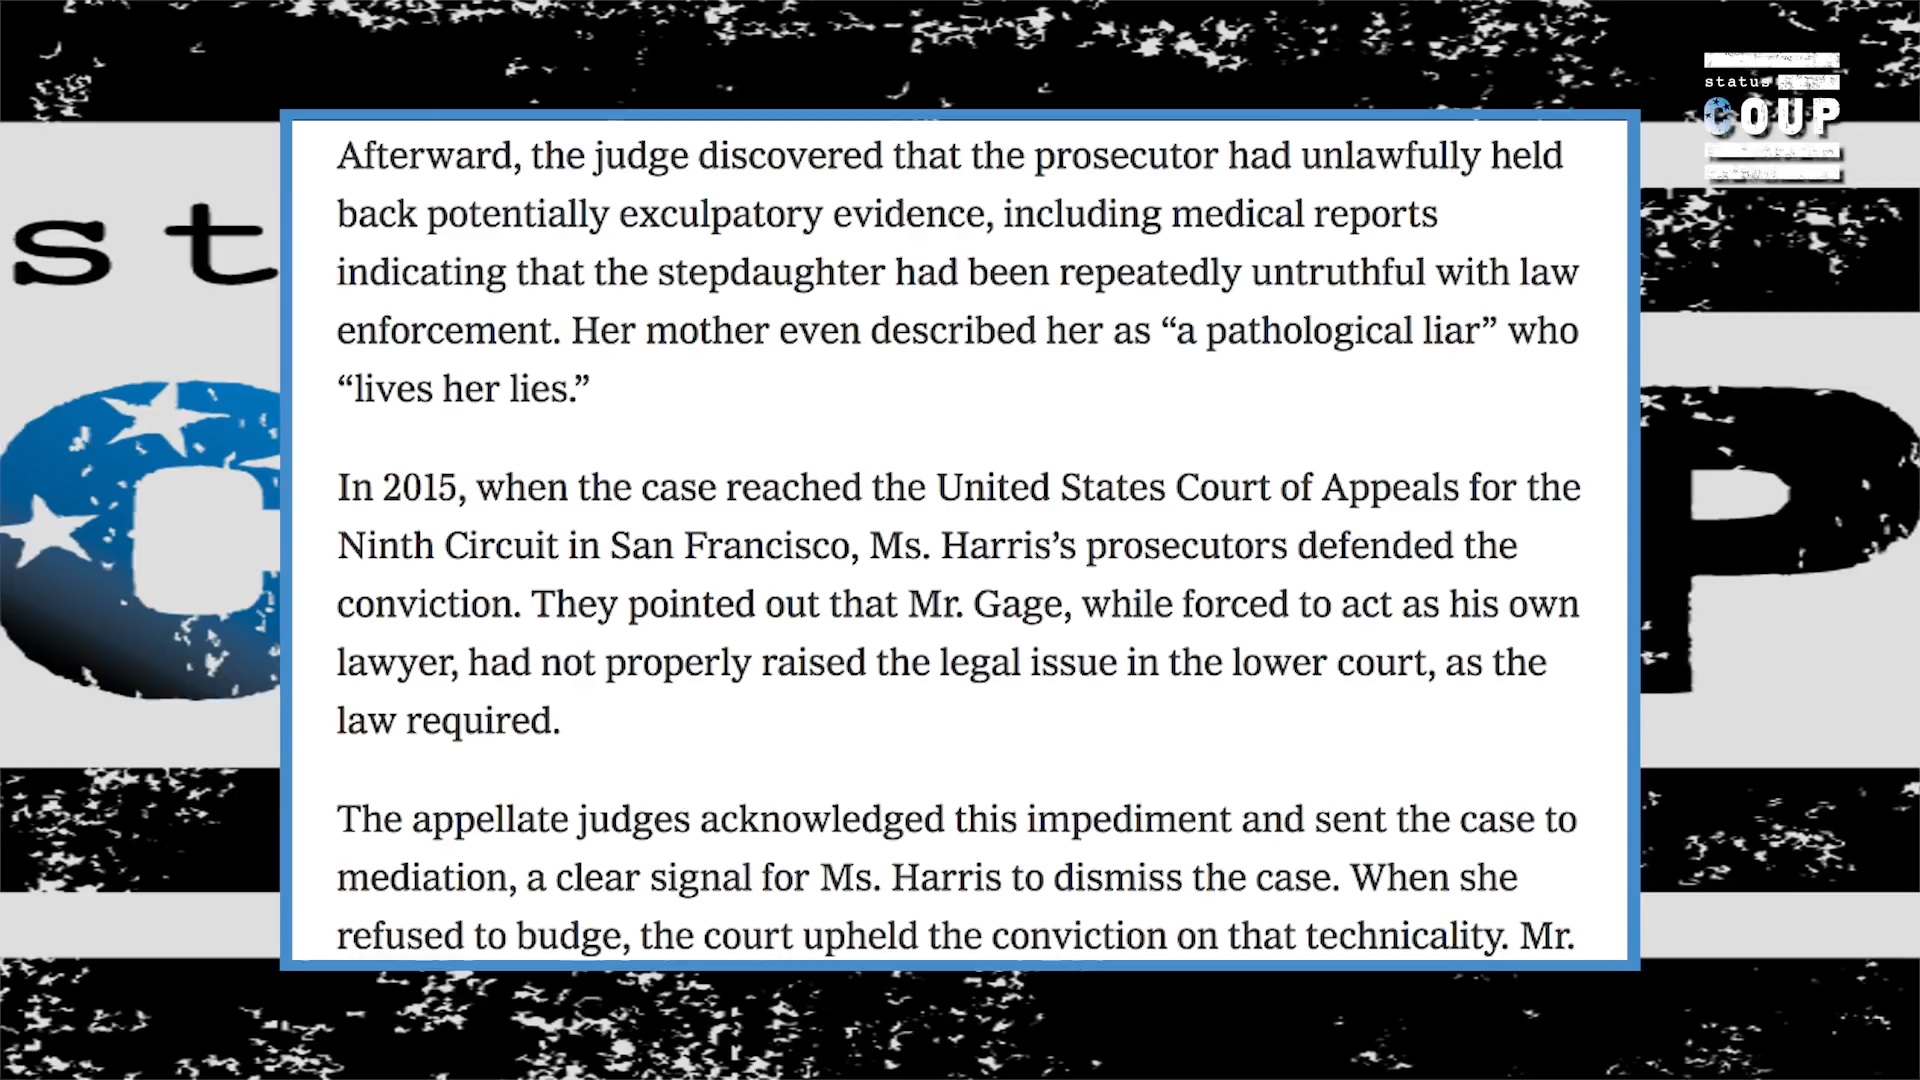 status
COUP
st
C
P
Afterward, the judge discovered that the prosecutor had unlawfully held
back potentially exculpatory evidence, including medical reports
indicating that the stepdaughter had been repeatedly untruthful with law
enforcement. Her mother even described her as “a pathological liar” who
“lives her lies.”
In 2015, when the case reached the United States Court of Appeals for the
Ninth Circuit in San Francisco, Ms. Harris’s prosecutors defended the
conviction. They pointed out that Mr. Gage, while forced to act as his own
lawyer, had not properly raised the legal issue in the lower court, as the
law required.
The appellate judges acknowledged this impediment and sent the case to
mediation, a clear signal for Ms. Harris to dismiss the case. When she
refused to budge, the court upheld the conviction on that technicality. Mr.